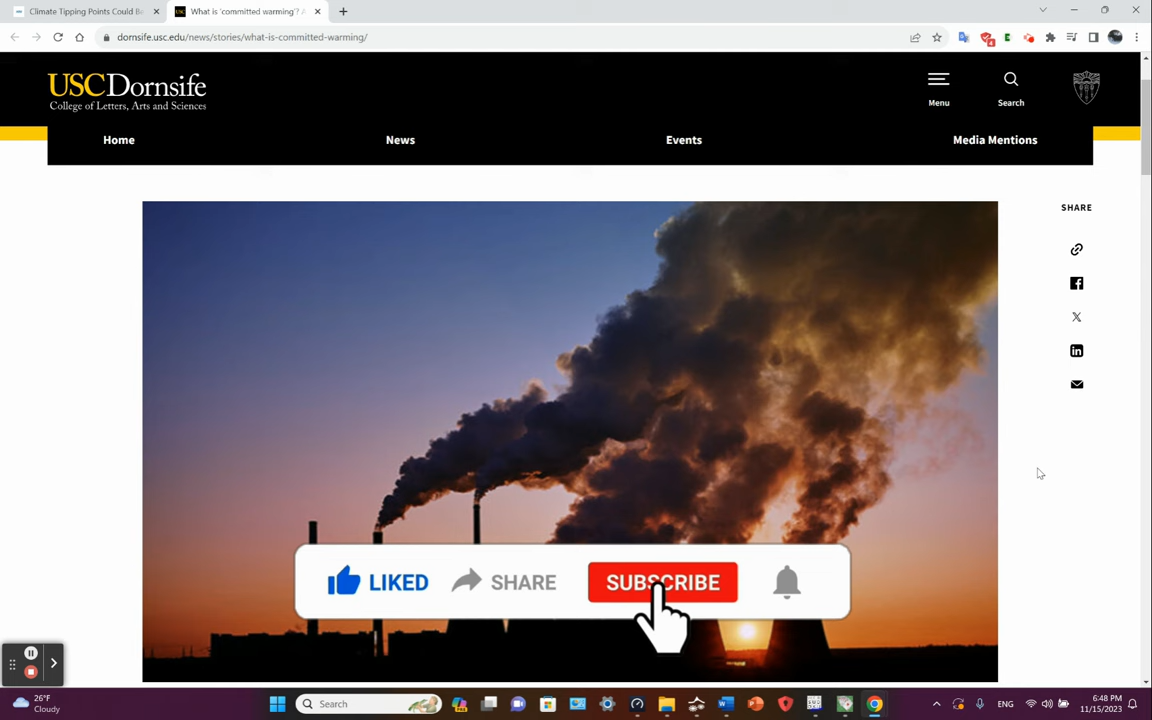 Climate Tipping Points Could Be
What is 'committed warming'? A
dornsife.usc.edu/news/stories/what-is-committed-warming/
4
USCDornsife
College of Letters, Arts and Sciences
Menu
Search
Home
News
Events
Media Mentions
SHARE
LIKED
SHARE
SUBSCRIBE
26°F
Cloudy
Search
ENG
6:48 PM
11/15/2023